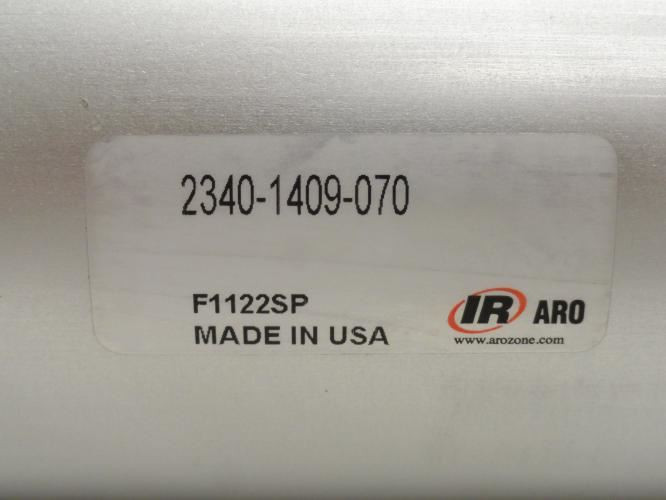 2340-1409-070
F1122SP
MADE IN USA
IR ARO
www.arozone.com